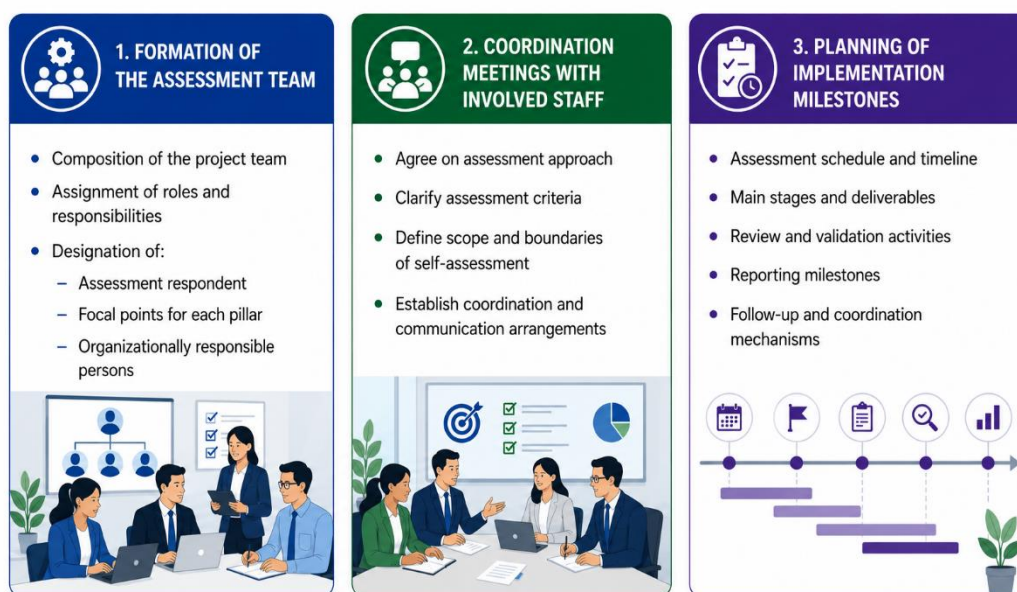 1. FORMATION OF
THE ASSESSMENT TEAM
• Composition of the project team
• Assignment of roles and
responsibilities
• Designation of:
– Assessment respondent
– Focal points for each pillar
– Organizationally responsible
persons
2. COORDINATION
MEETINGS WITH
INVOLVED STAFF
• Agree on assessment approach
• Clarify assessment criteria
• Define scope and boundaries
of self-assessment
• Establish coordination and
communication arrangements
3. PLANNING OF
IMPLEMENTATION
MILESTONES
• Assessment schedule and timeline
• Main stages and deliverables
• Review and validation activities
• Reporting milestones
• Follow-up and coordination
mechanisms